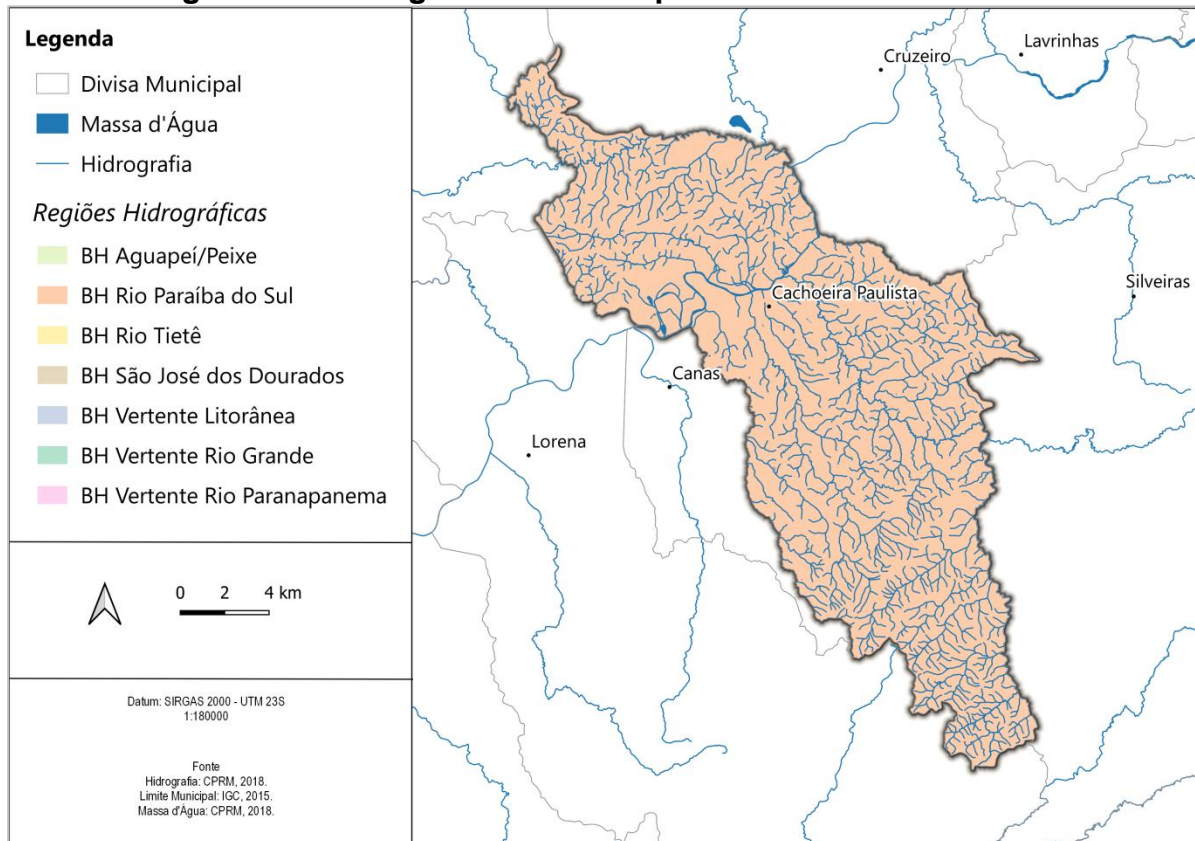 Legenda
Divisa Municipal
Massa d'Água
Hidrografia
Regiões Hidrográficas
BH Aguapeí/Peixe
BH Rio Paraíba do Sul
BH Rio Tietê
BH São José dos Dourados
BH Vertente Litorânea
BH Vertente Rio Grande
BH Vertente Rio Paranapanema
0 2 4 km
Datum: SIRGAS 2000 - UTM 23S
1:180000
Fonte
Hidrografia: CPRM, 2018.
Limite Municipal: IGC, 2015.
Massa d'Água: CPRM, 2018.
Lavrinhas
Cruzeiro
Silveiras
Cachoeira Paulista
Canas
Lorena